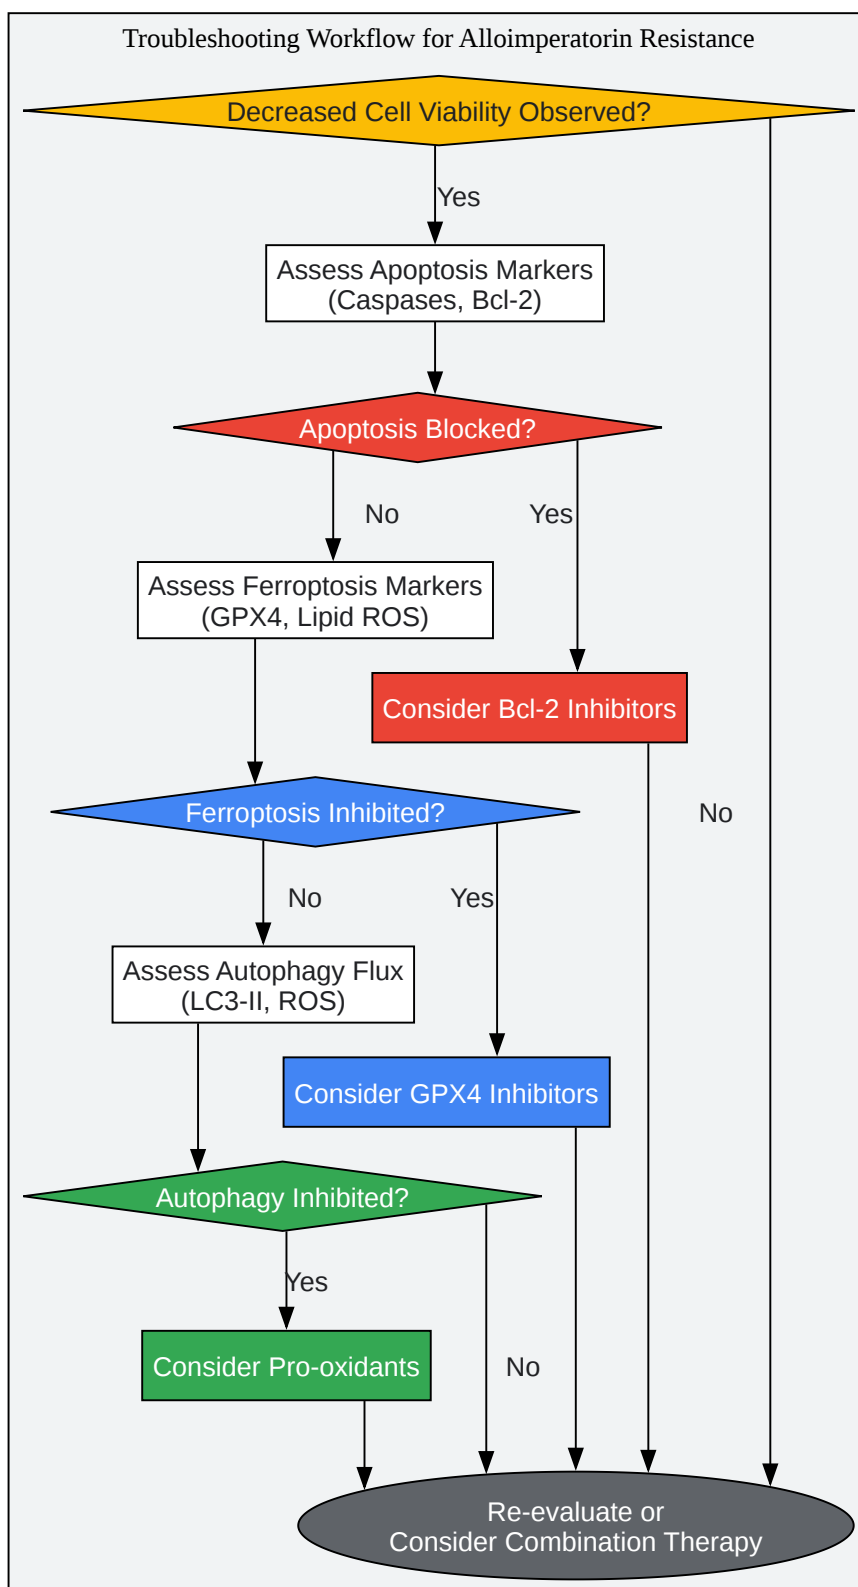 Troubleshooting Workflow for Alloimperatorin Resistance
Decreased Cell Viability Observed?
Yes
Assess Apoptosis Markers
(Caspases, Bcl-2)
Apoptosis Blocked?
No
Yes
Assess Ferroptosis Markers
(GPX4, Lipid ROS)
Consider Bcl-2 Inhibitors
Ferroptosis Inhibited?
No
No
Yes
Assess Autophagy Flux
(LC3-II, ROS)
Consider GPX4 Inhibitors
Autophagy Inhibited?
Yes
Consider Pro-oxidants
No
Re-evaluate or
Consider Combination Therapy